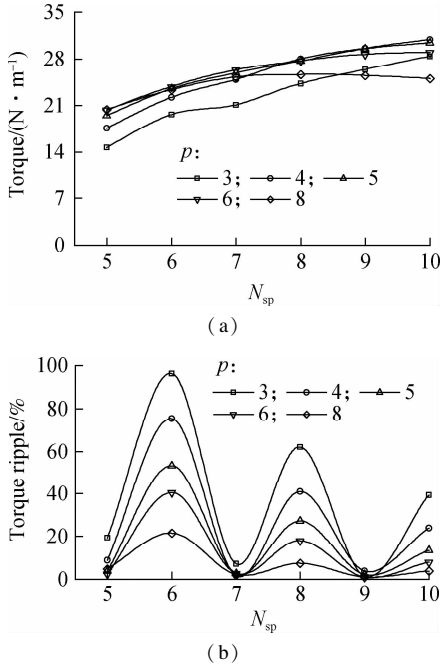 35
28
21
14
7
0
Torque/(N·m⁻¹)
p:
3; 4; 5
6; 8
5 6 7 8 9 10
Nsp
(a)
100
80
60
40
20
0
Torque ripple/%
p:
3; 4; 5
6; 8
5 6 7 8 9 10
Nsp
(b)